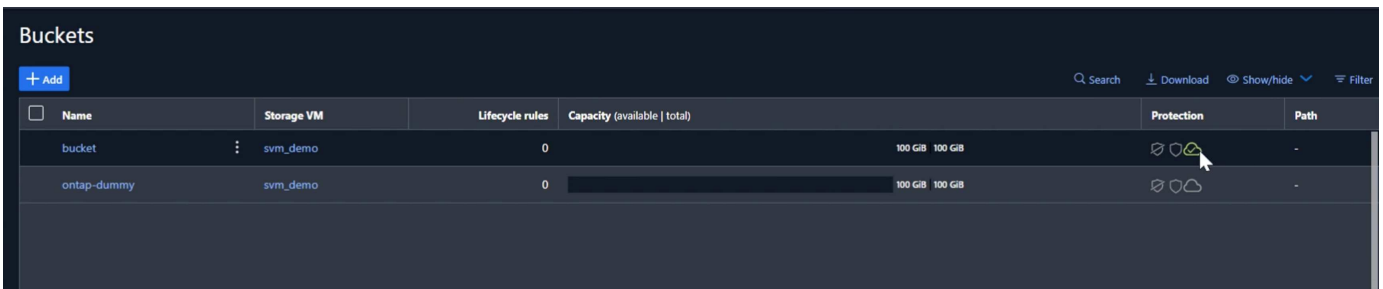 Buckets
+ Add Search Download Show/hide Filter
Name Storage VM Lifecycle rules Capacity (available | total) Protection Path
bucket svm_demo 0 100 GiB 100 GiB -
ontap-dummy svm_demo 0 100 GiB 100 GiB -